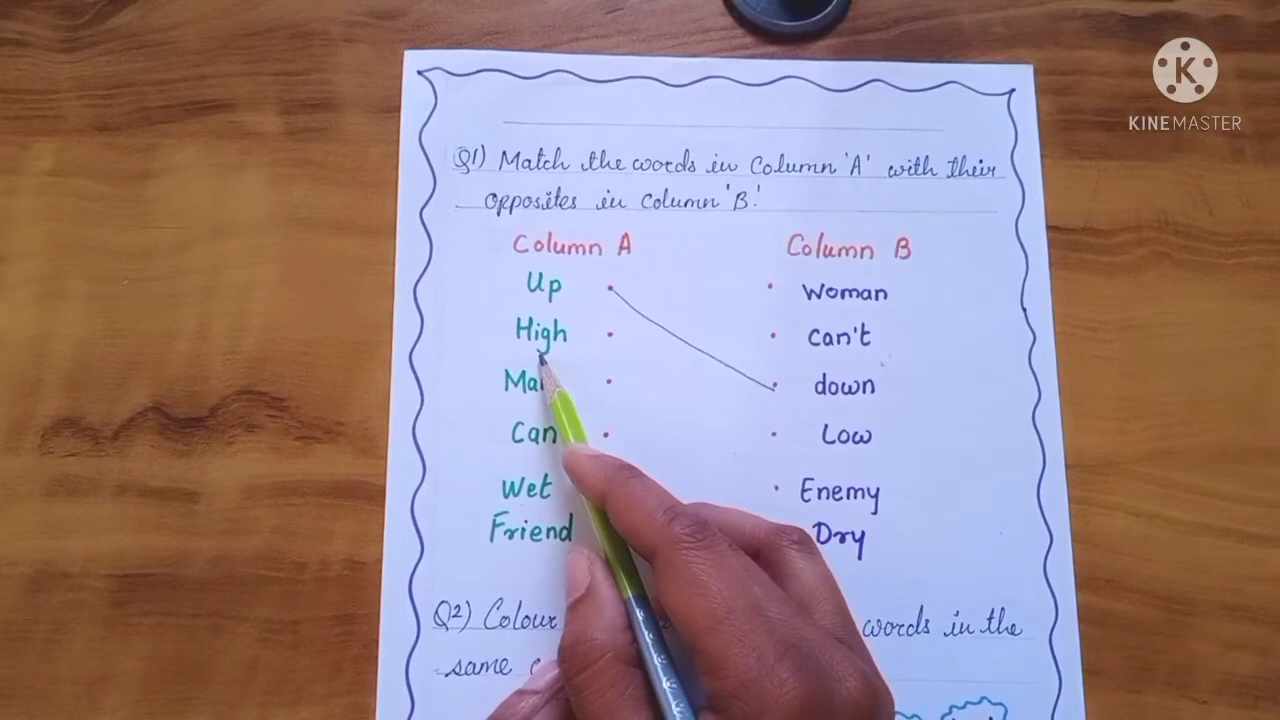 KINEMASTER
Q1) Match the words in Column 'A' with their
opposites in Column 'B'.
Column A Column B
Up Woman
High can't
down
Can Low
Wet Enemy
Friend Dry
Q2) Colour words in the
same